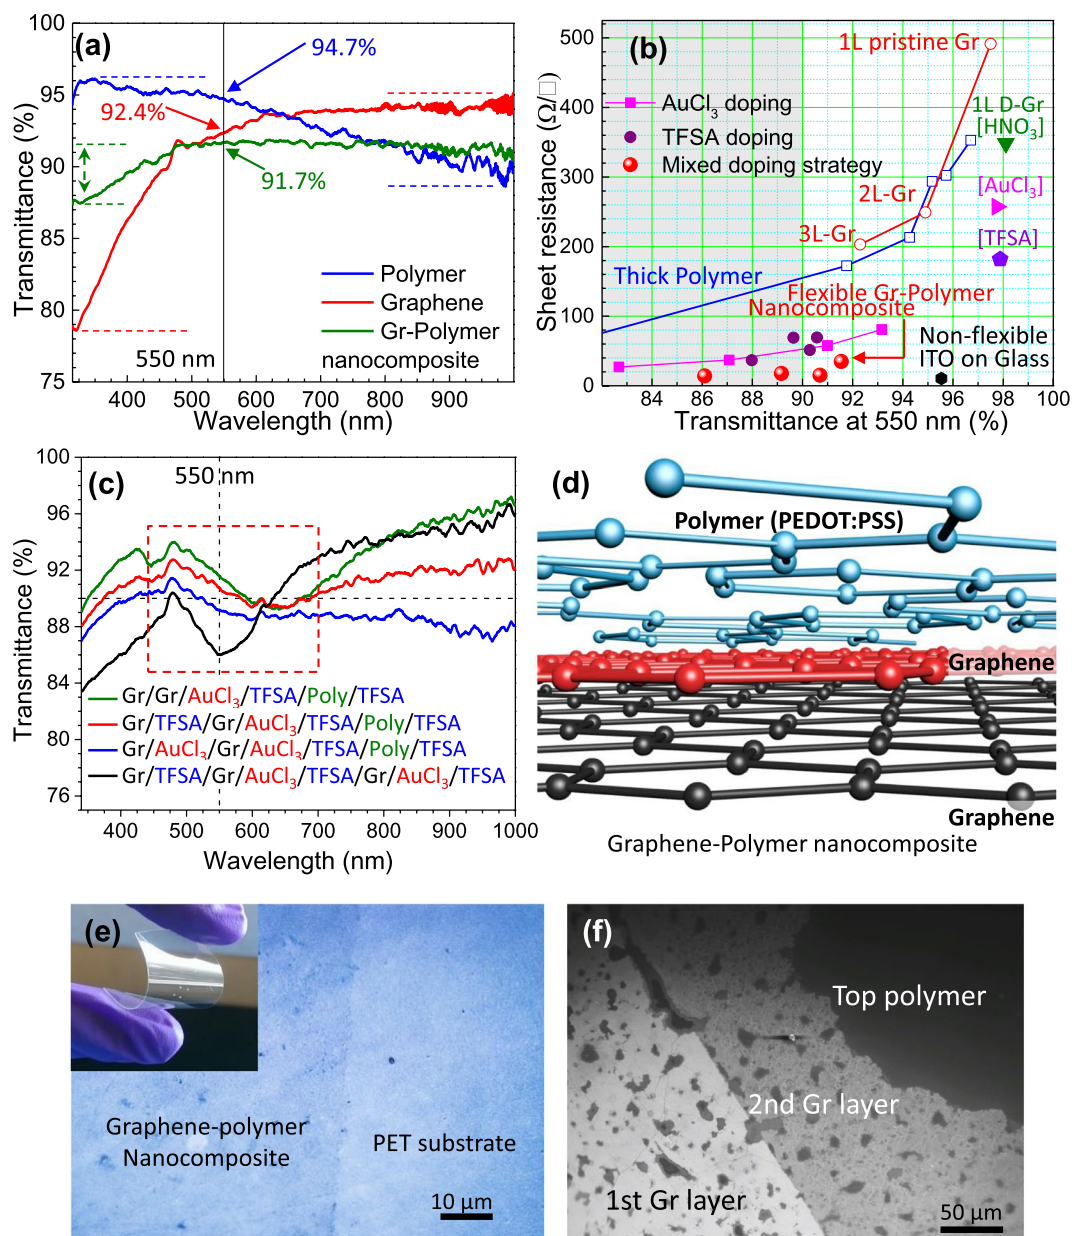 (a)
100
95
90
85
80
75
Transmittance (%)
94.7%
92.4%
91.7%
Polymer
Graphene
Gr-Polymer
nanocomposite
550 nm
400 500 600 700 800 900
Wavelength (nm)
(b)
500
400
300
200
100
0
Sheet resistance (Ω/□)
1L pristine Gr
AuCl3 doping
TFSA doping
Mixed doping strategy
1L D-Gr
[HNO3]
[AuCl3]
[TFSA]
2L-Gr
3L-Gr
Thick Polymer
Flexible Gr-Polymer
Nanocomposite
Non-flexible
ITO on Glass
84 86 88 90 92 94 96 98 100
Transmittance at 550 nm (%)
(c)
550 nm
100
96
92
88
84
80
76
Transmittance (%)
Gr/Gr/AuCl3/TFSA/Poly/TFSA
Gr/TFSA/Gr/AuCl3/TFSA/Poly/TFSA
Gr/AuCl3/Gr/AuCl3/TFSA/Poly/TFSA
Gr/TFSA/Gr/AuCl3/TFSA/Gr/AuCl3/TFSA
400 500 600 700 800 900 1000
Wavelength (nm)
(d)
Polymer (PEDOT:PSS)
Graphene
Graphene
Graphene-Polymer nanocomposite
(e)
Graphene-polymer
Nanocomposite
PET substrate
10 μm
(f)
Top polymer
2nd Gr layer
1st Gr layer
50 μm